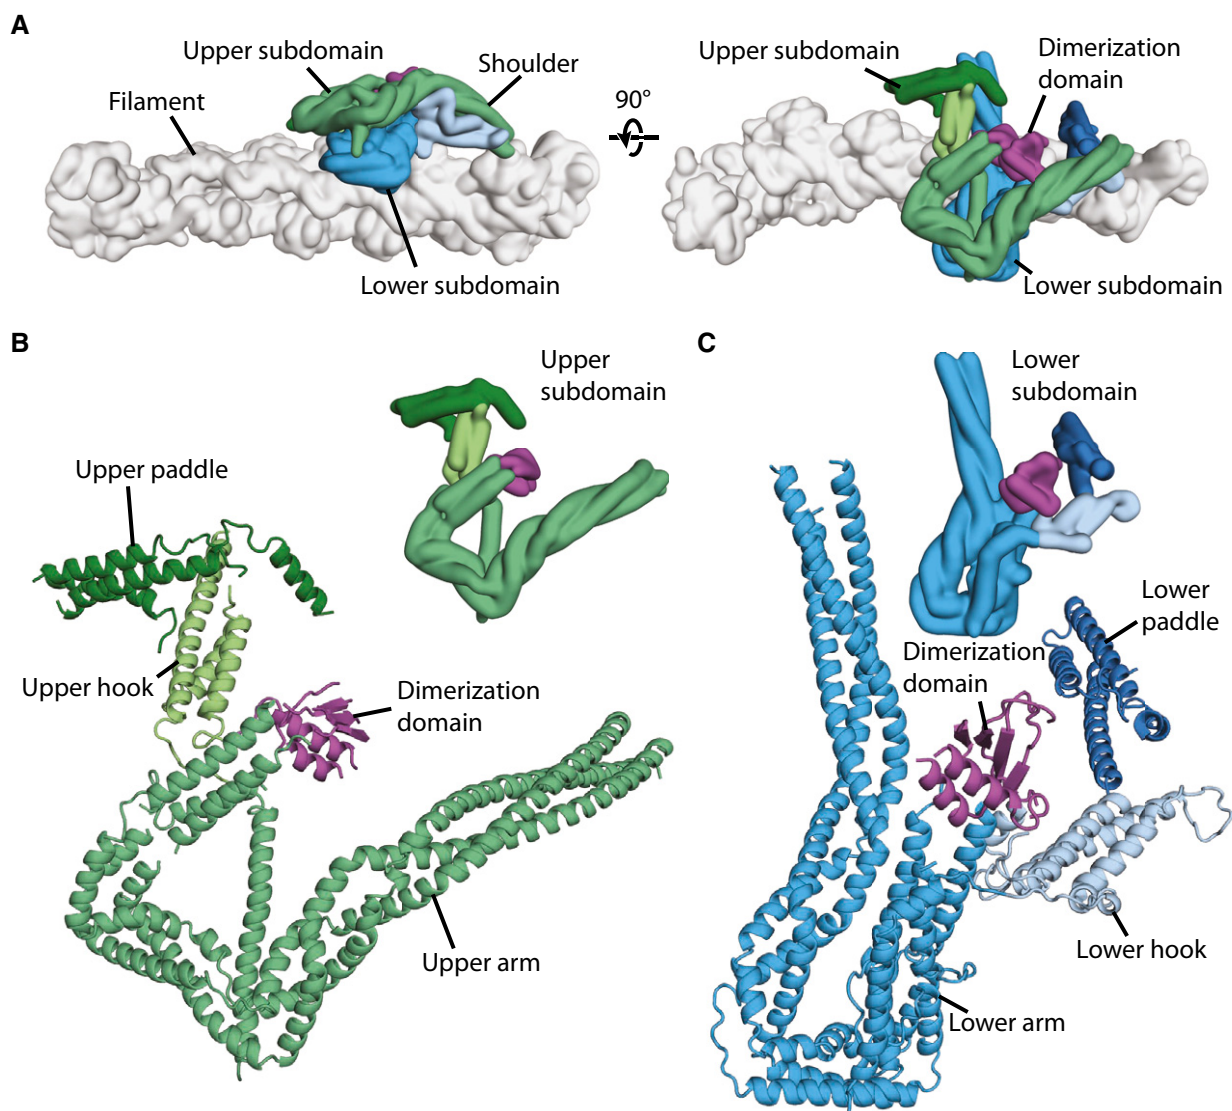 A
Upper subdomain
Shoulder
Filament
Lower subdomain
90°
Upper subdomain
Dimerization
domain
Lower subdomain
B
Upper
subdomain
Upper paddle
Upper hook
Dimerization
domain
Upper arm
C
Lower
subdomain
Lower
paddle
Dimerization
domain
Lower hook
Lower arm